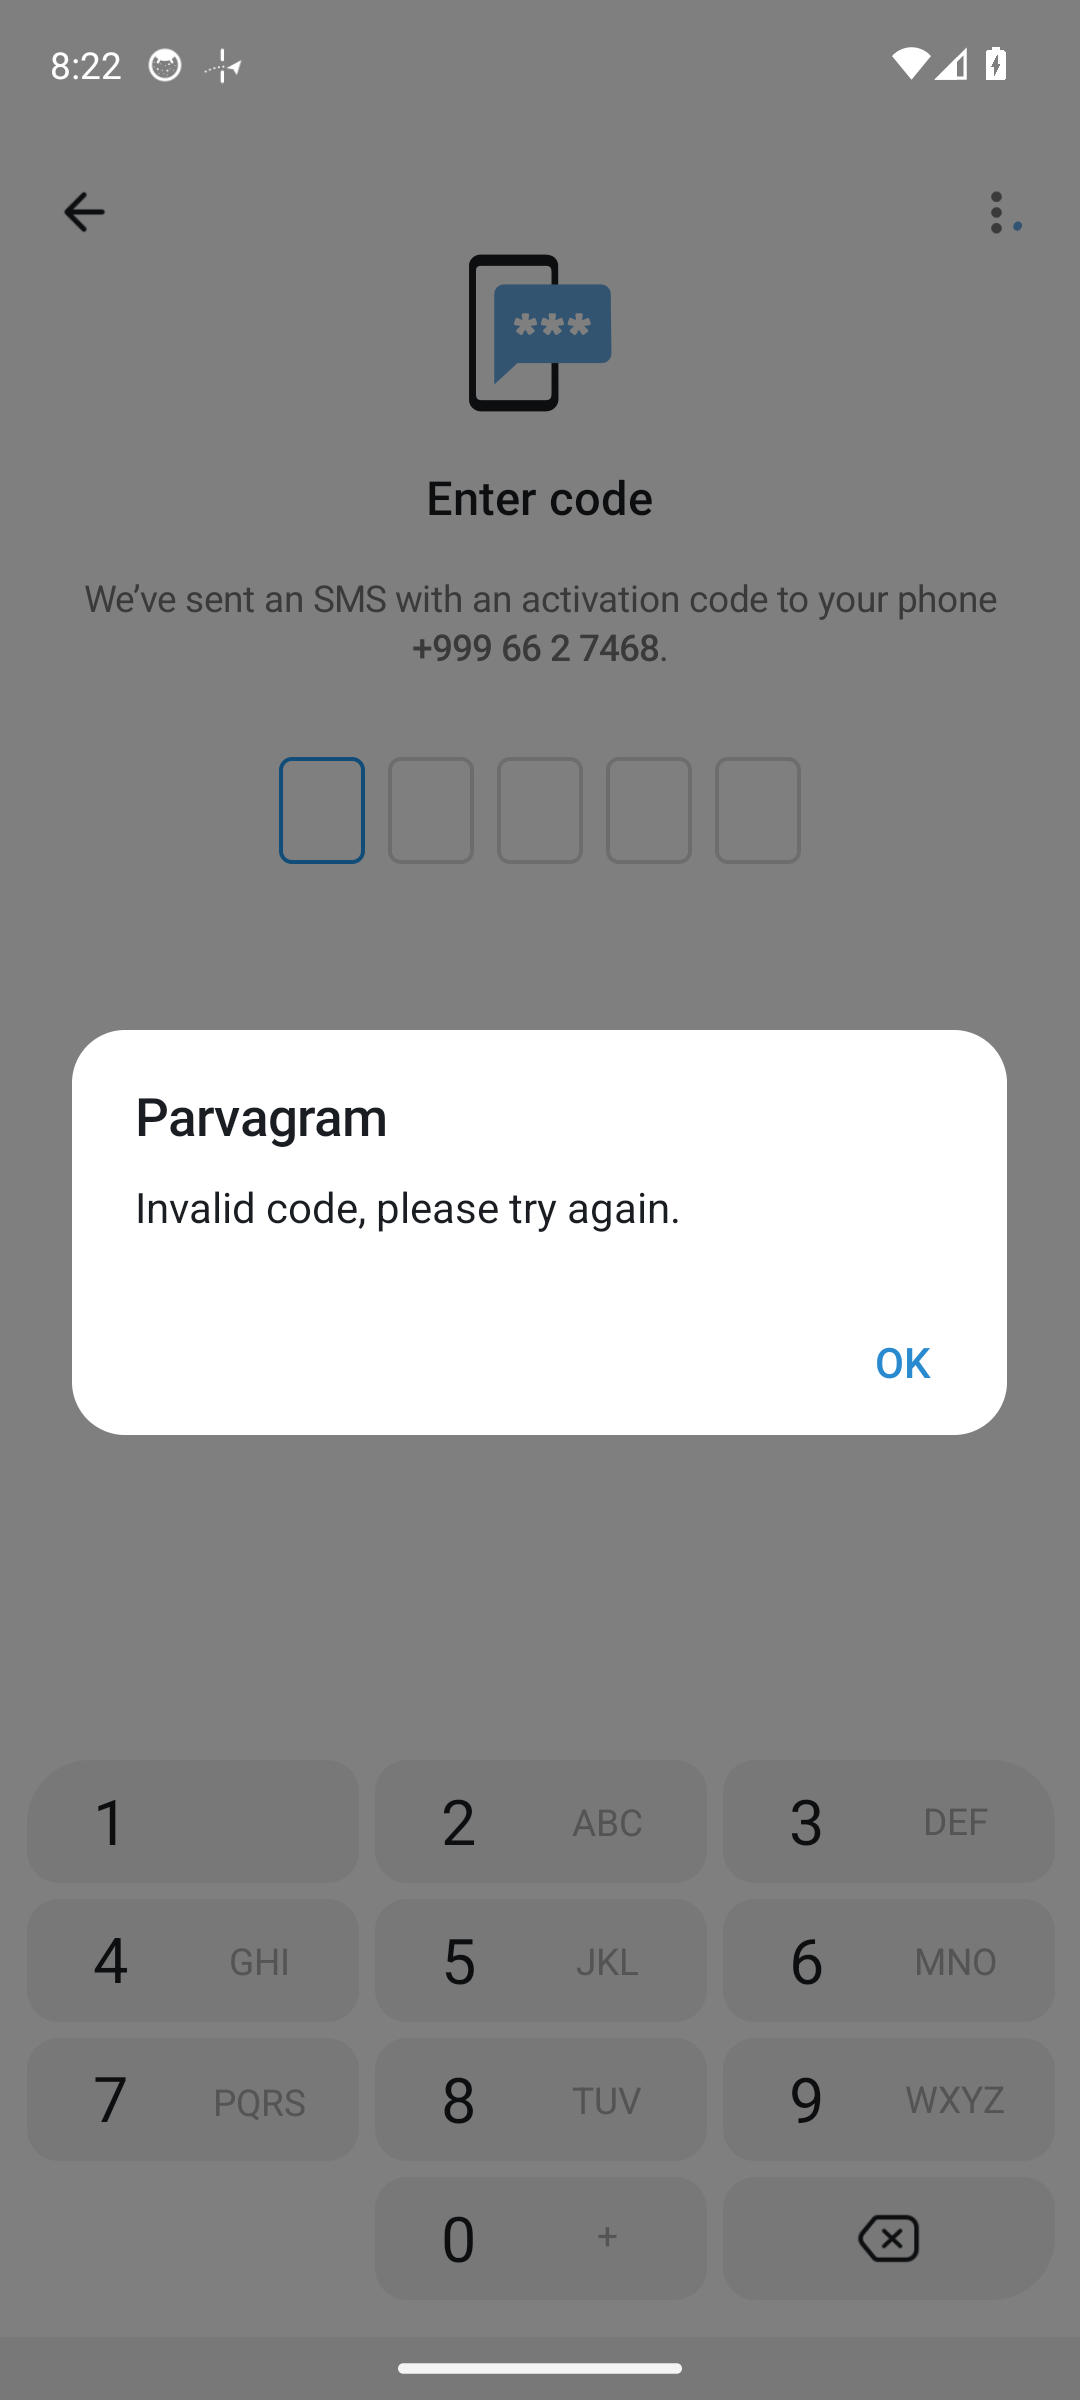 8:22
***
Enter code
We’ve sent an SMS with an activation code to your phone
+999 66 2 7468.
Parvagram
Invalid code, please try again.
OK
1
2 ABC
3 DEF
4 GHI
5 JKL
6 MNO
7 PQRS
8 TUV
9 WXYZ
0 +